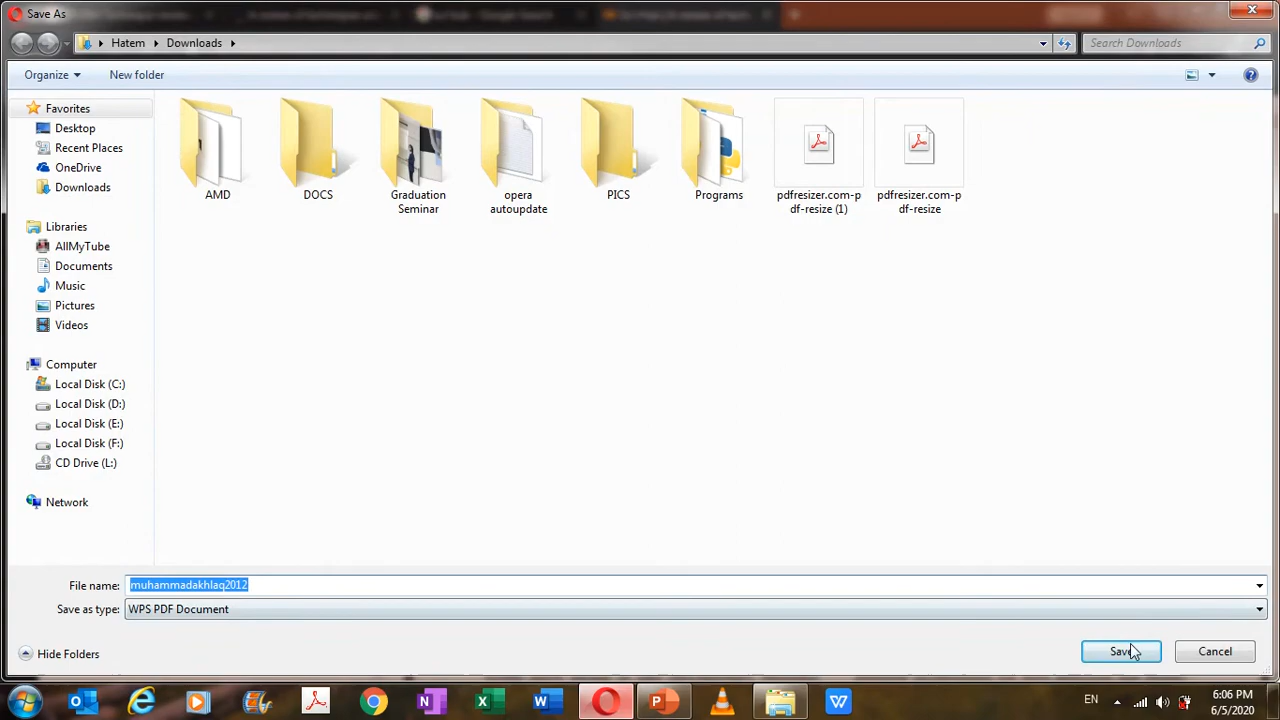 Save As
Hatem
Downloads
Search Downloads
Organize
New folder
Favorites
Desktop
Recent Places
OneDrive
Downloads
Libraries
AllMyTube
Documents
Music
Pictures
Videos
Computer
Local Disk (C:)
Local Disk (D:)
Local Disk (E:)
Local Disk (F:)
CD Drive (L:)
Network
AMD
DOCS
Graduation
Seminar
opera
autoupdate
PICS
Programs
pdfresizer.com-p
df-resize (1)
pdfresizer.com-p
df-resize
File name:
muhammadakhlaq2012
Save as type:
WPS PDF Document
Hide Folders
Save
Cancel
EN
6:06 PM
6/5/2020